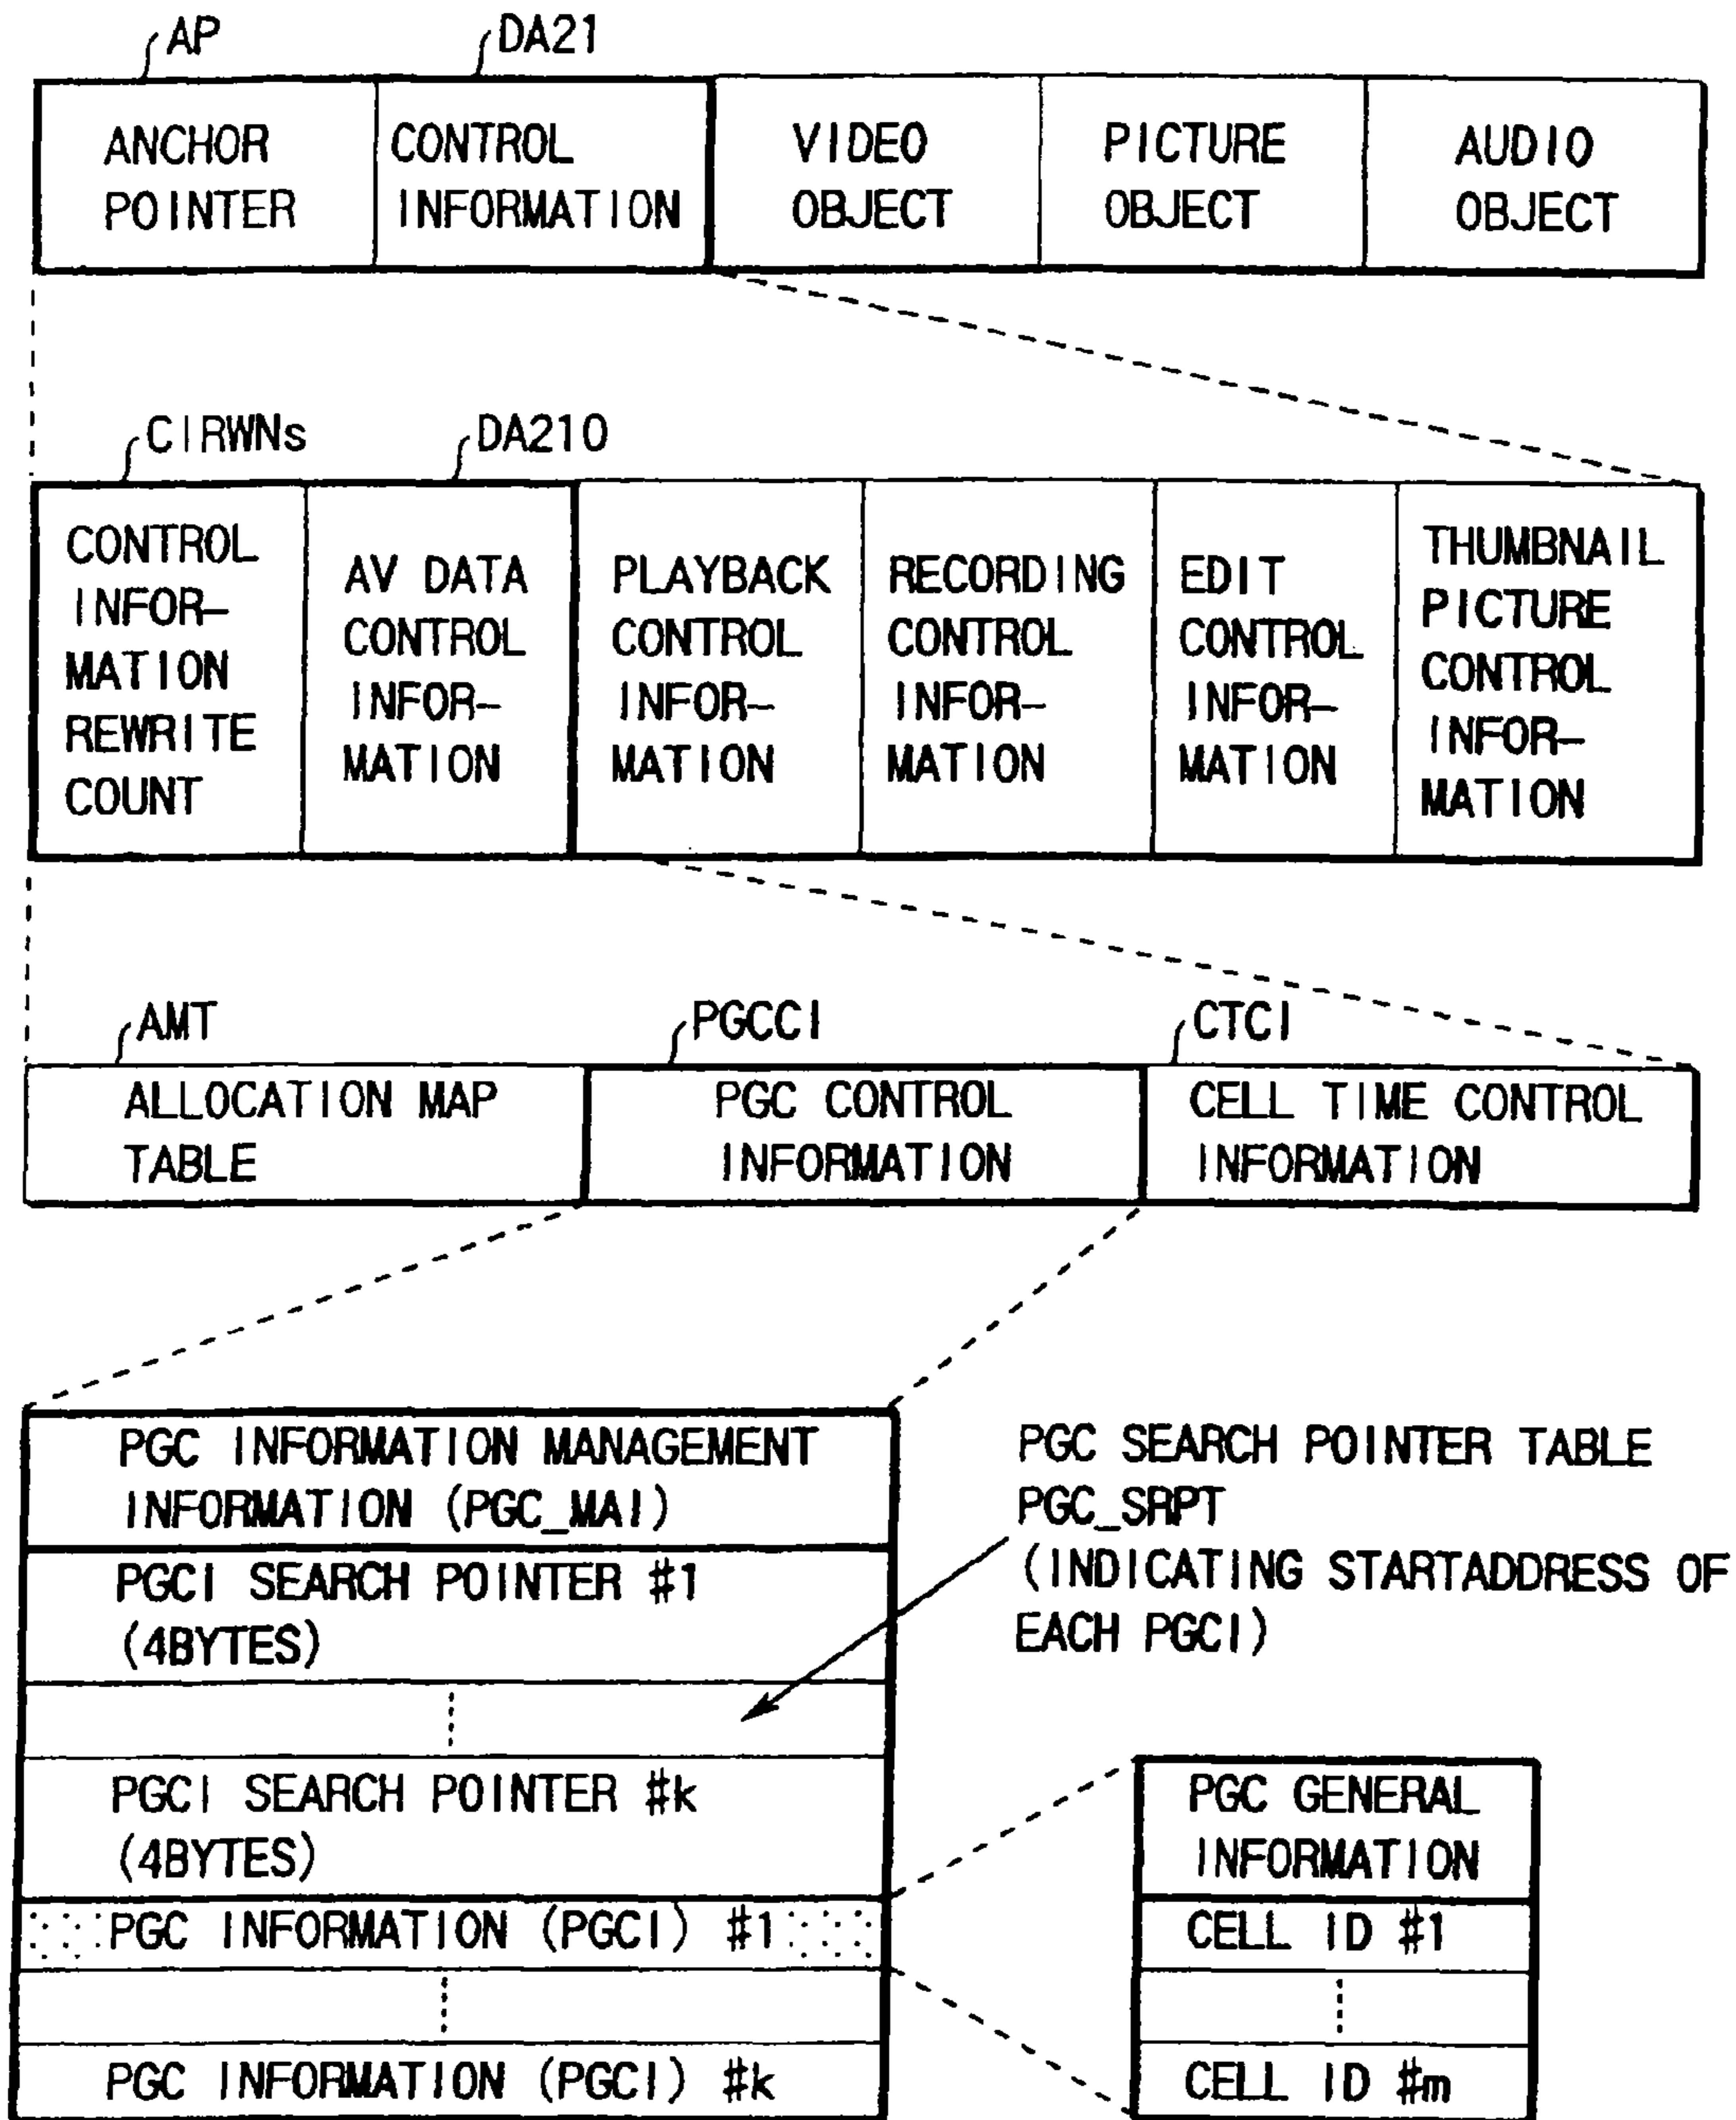 AP DA21
ANCHOR POINTER
CONTROL INFORMATION
VIDEO OBJECT
PICTURE OBJECT
AUDIO OBJECT
CIRWNs DA210
CONTROL
INFOR-
MATION
REWRITE
COUNT
AV DATA
CONTROL
INFOR-
MATION
PLAYBACK
CONTROL
INFOR-
MATION
RECORDING
CONTROL
INFOR-
MATION
EDIT
CONTROL
INFOR-
MATION
THUMBNAIL
PICTURE
CONTROL
INFOR-
MATION
AMT PGCCI CTCI
ALLOCATION MAP
TABLE
PGC CONTROL
INFORMATION
CELL TIME CONTROL
INFORMATION
PGC INFORMATION MANAGEMENT
INFORMATION (PGC_MAI)
PGCI SEARCH POINTER #1
(4BYTES)
PGCI SEARCH POINTER #k
(4BYTES)
PGC INFORMATION (PGCI) #1
PGC INFORMATION (PGCI) #k
PGC SEARCH POINTER TABLE
PGC_SRPT
(INDICATING STARTADDRESS OF
EACH PGCI)
PGC GENERAL
INFORMATION
CELL ID #1
CELL ID #m